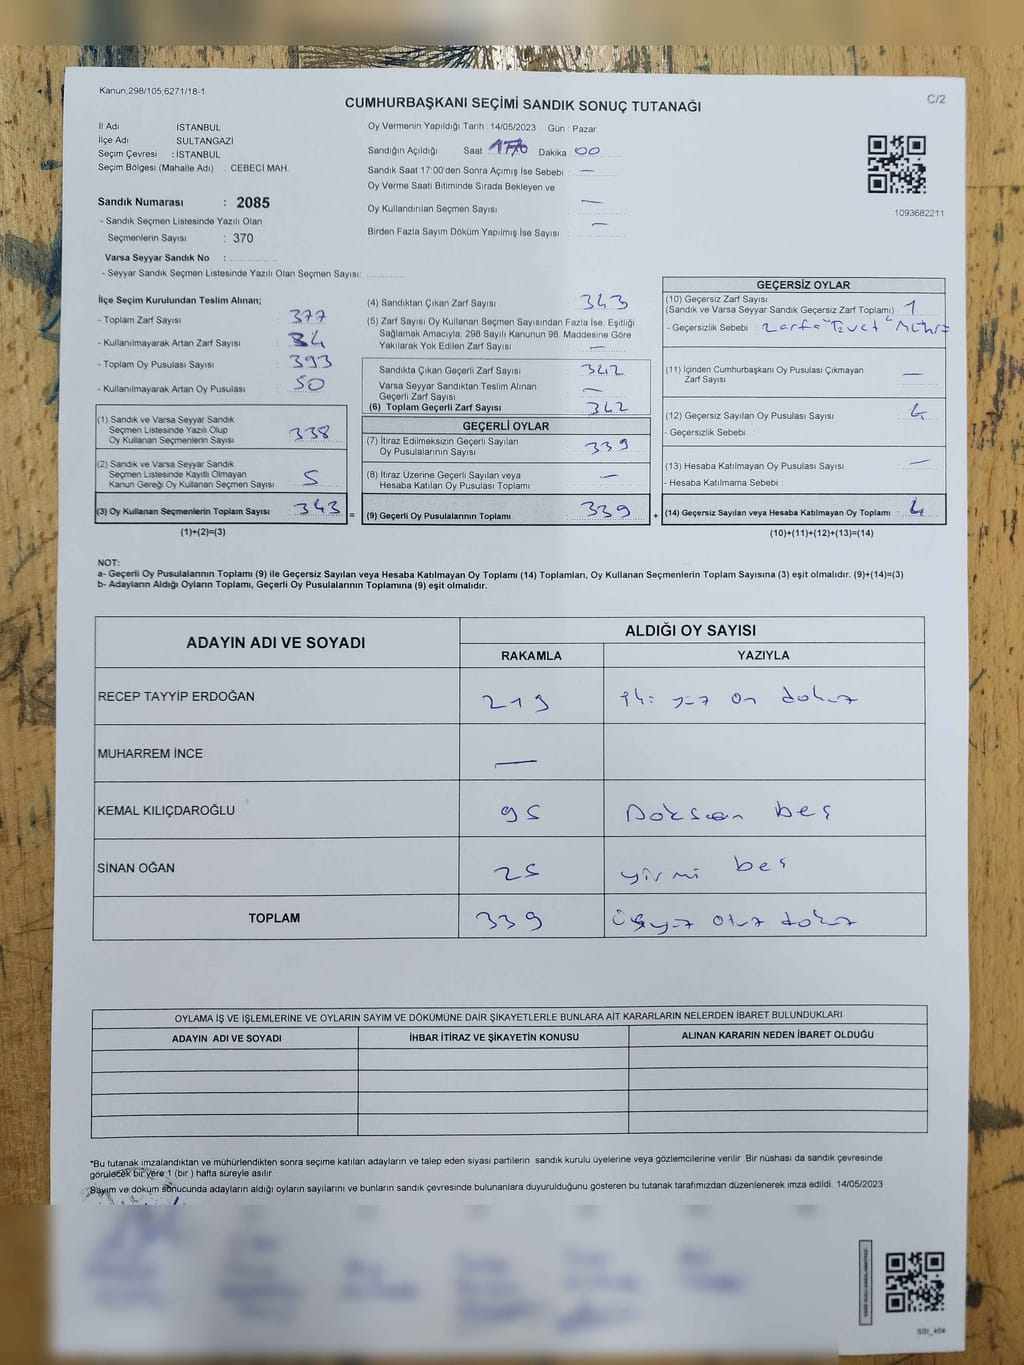 Kanun:298/105;6271/18-1
C/2
CUMHURBAŞKANI SEÇİMİ SANDIK SONUÇ TUTANAĞI
İl Adı İSTANBUL
İlçe Adı SULTANGAZİ
Seçim Çevresi : İSTANBUL
Seçim Bölgesi (Mahalle Adı) : CEBECİ MAH.
Sandık Numarası : 2085
- Sandık Seçmen Listesinde Yazılı Olan
Seçmenlerin Sayısı : 370
Varsa Seyyar Sandık No :
- Seyyar Sandık Seçmen Listesinde Yazılı Olan Seçmen Sayısı:
Oy Vermenin Yapıldığı Tarih : 14/05/2023 Gün : Pazar
Sandığın Açıldığı Saat Dakika : 00
Sandık Saat 17:00'den Sonra Açımış İse Sebebi : —
Oy Verme Saati Bitiminde Sırada Bekleyen ve
Oy Kullandırılan Seçmen Sayısı : —
Birden Fazla Sayım Döküm Yapılmış İse Sayısı : —
1093682211
İlçe Seçim Kurulundan Teslim Alınan;
- Toplam Zarf Sayısı : 377
- Kullanılmayarak Artan Zarf Sayısı : 34
- Toplam Oy Pusulası Sayısı : 393
- Kullanılmayarak Artan Oy Pusulası : 50
(1) Sandık ve Varsa Seyyar Sandık
Seçmen Listesinde Yazılı Olup
Oy Kullanan Seçmenlerin Sayısı : 338
(2) Sandık ve Varsa Seyyar Sandık
Seçmen Listesinde Kayıtlı Olmayan
Kanun Gereği Oy Kullanan Seçmen Sayısı : 5
(3) Oy Kullanan Seçmenlerin Toplam Sayısı : 343 =
(1)+(2)=(3)
(4) Sandıktan Çıkan Zarf Sayısı : 343
(5) Zarf Sayısı Oy Kullanan Seçmen Sayısından Fazla İse, Eşitliği
Sağlamak Amacıyla; 298 Sayılı Kanunun 98. Maddesine Göre
Yakılarak Yok Edilen Zarf Sayısı : —
Sandıkta Çıkan Geçerli Zarf Sayısı : 342
Varsa Seyyar Sandıktan Teslim Alınan
Geçerli Zarf Sayısı : —
(6) Toplam Geçerli Zarf Sayısı : 342
GEÇERLİ OYLAR
(7) İtiraz Edilmeksizin Geçerli Sayılan
Oy Pusulalarının Sayısı : 339
(8) İtiraz Üzerine Geçerli Sayılan veya
Hesaba Katılan Oy Pusulası Toplamı : —
(9) Geçerli Oy Pusulalarının Toplamı : 339 +
GEÇERSİZ OYLAR
(10) Geçersiz Zarf Sayısı
(Sandık ve Varsa Seyyar Sandık Geçersiz Zarf Toplamı) : 1
- Geçersizlik Sebebi : Zarfa "Evet" Mührü
(11) İçinden Cumhurbaşkanı Oy Pusulası Çıkmayan
Zarf Sayısı : —
(12) Geçersiz Sayılan Oy Pusulası Sayısı : 4
- Geçersizlik Sebebi :
(13) Hesaba Katılmayan Oy Pusulası Sayısı : —
- Hesaba Katılmama Sebebi :
(14) Geçersiz Sayılan veya Hesaba Katılmayan Oy Toplamı : 4
(10)+(11)+(12)+(13)=(14)
NOT:
a- Geçerli Oy Pusulalarının Toplamı (9) ile Geçersiz Sayılan veya Hesaba Katılmayan Oy Toplamı (14) Toplamları, Oy Kullanan Seçmenlerin Toplam Sayısına (3) eşit olmalıdır. (9)+(14)=(3)
b- Adayların Aldığı Oyların Toplamı, Geçerli Oy Pusulalarının Toplamına (9) eşit olmalıdır.
ADAYIN ADI VE SOYADI ALDIĞI OY SAYISI
RAKAMLA YAZIYLA
RECEP TAYYİP ERDOĞAN 219 iki yüz on dokuz
MUHARREM İNCE —
KEMAL KILIÇDAROĞLU 95 Doksan beş
SİNAN OĞAN 25 yirmi beş
TOPLAM 339 üçyüz otuz dokuz
OYLAMA İŞ VE İŞLEMLERİNE VE OYLARIN SAYIM VE DÖKÜMÜNE DAİR ŞİKAYETLERLE BUNLARA AİT KARARLARIN NELERDEN İBARET BULUNDUKLARI
ADAYIN ADI VE SOYADI İHBAR İTİRAZ VE ŞİKAYETİN KONUSU ALINAN KARARIN NEDEN İBARET OLDUĞU
*Bu tutanak imzalandıktan ve mühürlendikten sonra seçime katılan adayların ve talep eden siyasi partilerin sandık kurulu üyelerine veya gözlemcilerine verilir .Bir nüshası da sandık çevresinde
görülecek bir yere 1 (bir ) hafta süreyle asılır.
Sayım ve döküm sonucunda adayların aldığı oyların sayılarını ve bunların sandık çevresinde bulunanlara duyurulduğunu gösteren bu tutanak tarafımızdan düzenlenerek imza edildi. 14/05/2023